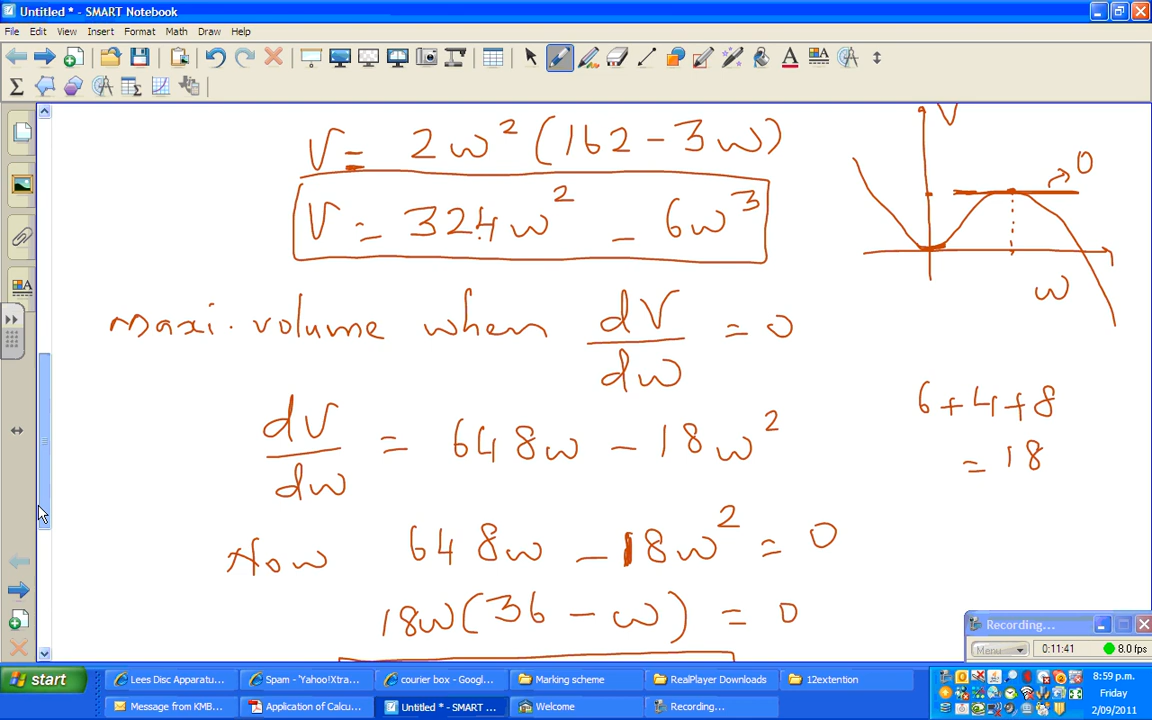 Untitled * - SMART Notebook
File Edit View Insert Format Math Draw Help
V = 2w²(162 - 3w)
V = 324w² - 6w³
V
0
w
Maxi. volume when dV/dw = 0
dV/dw = 648w - 18w²
6+4+8
= 18
Now 648w - 18w² = 0
18w(36 - w) = 0
Recording...
Menu 0:11:41 8.0 fps
start
Lees Disc Apparatu...
Spam - 'Yahoo!Xtra...
courier box - Googl...
Marking scheme
RealPlayer Downloads
12extention
8:59 p.m.
Message from KMB...
Application of Calcu...
Untitled * - SMART ...
Welcome
Recording...
Friday
2/09/2011